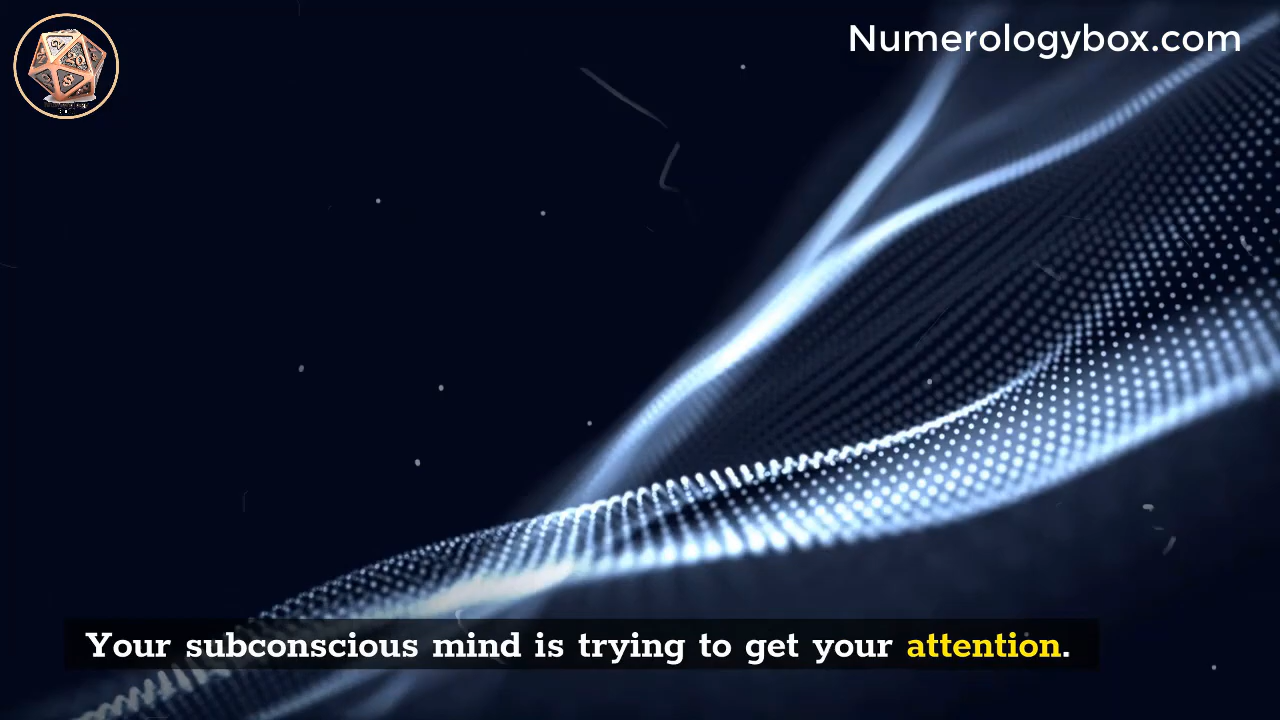 Numerologybox.com
Your subconscious mind is trying to get your attention.